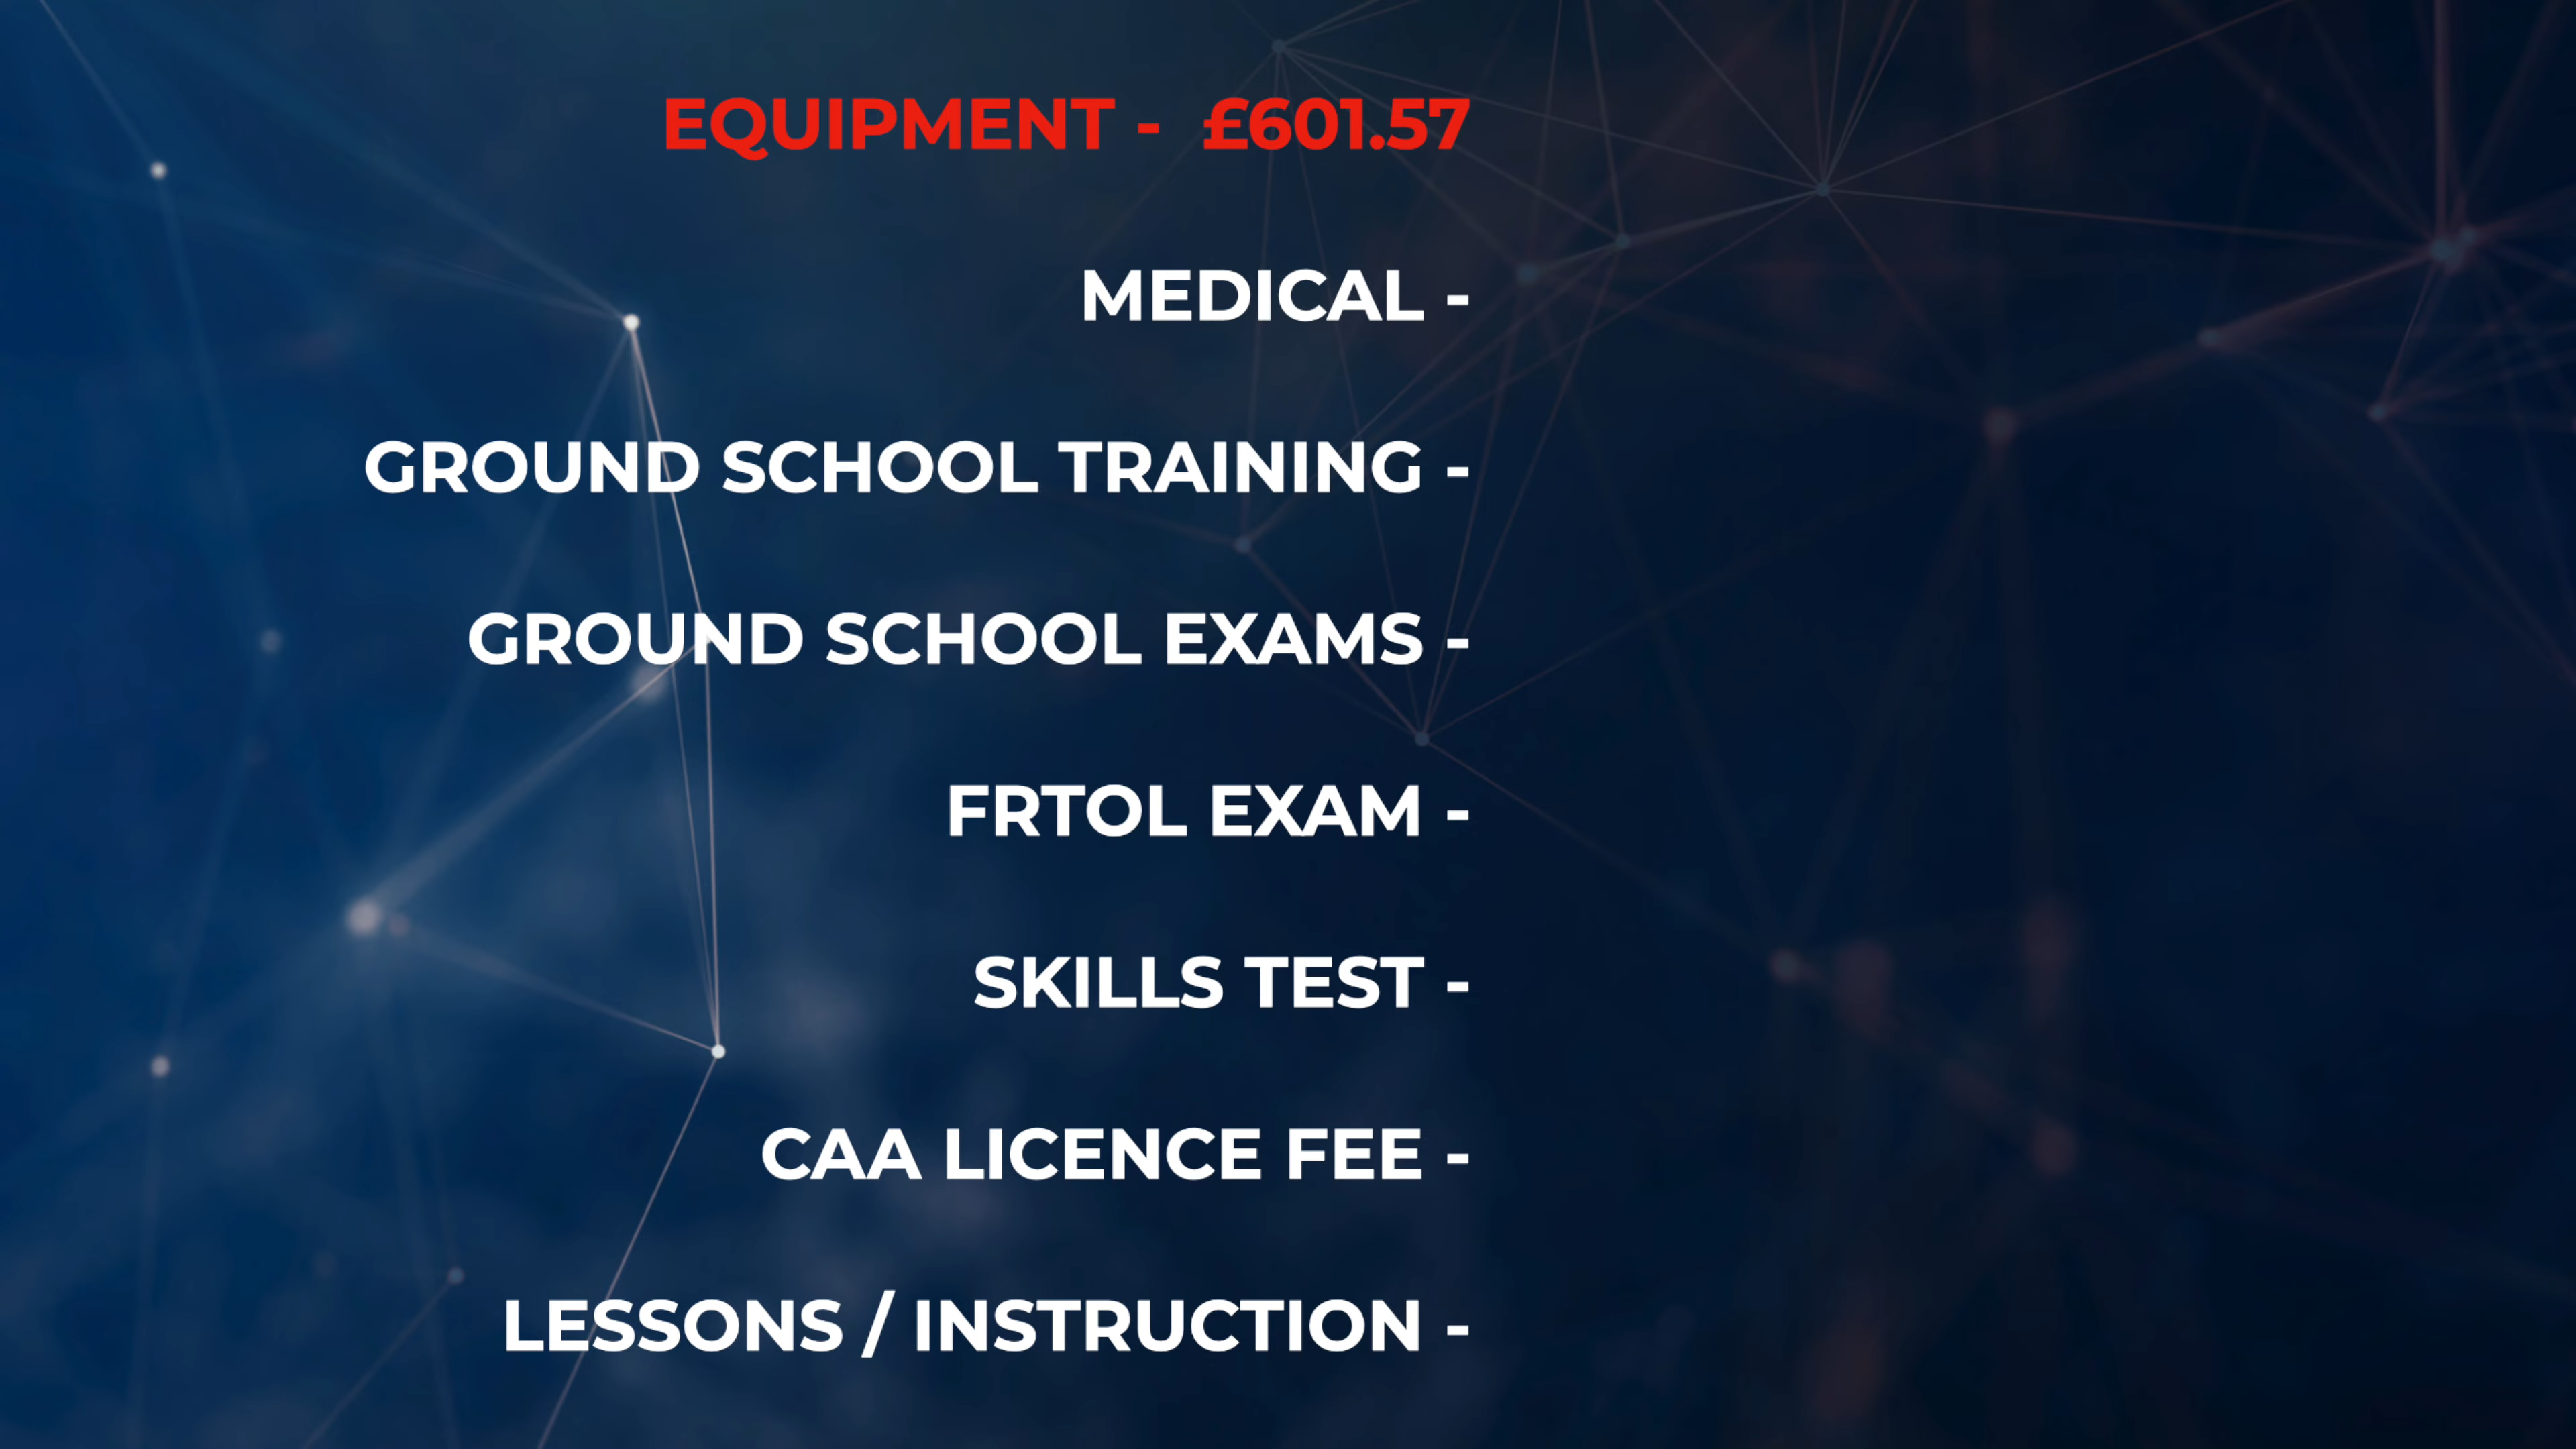 EQUIPMENT - £601.57
MEDICAL -
GROUND SCHOOL TRAINING -
GROUND SCHOOL EXAMS -
FRTOL EXAM -
SKILLS TEST -
CAA LICENCE FEE -
LESSONS / INSTRUCTION -